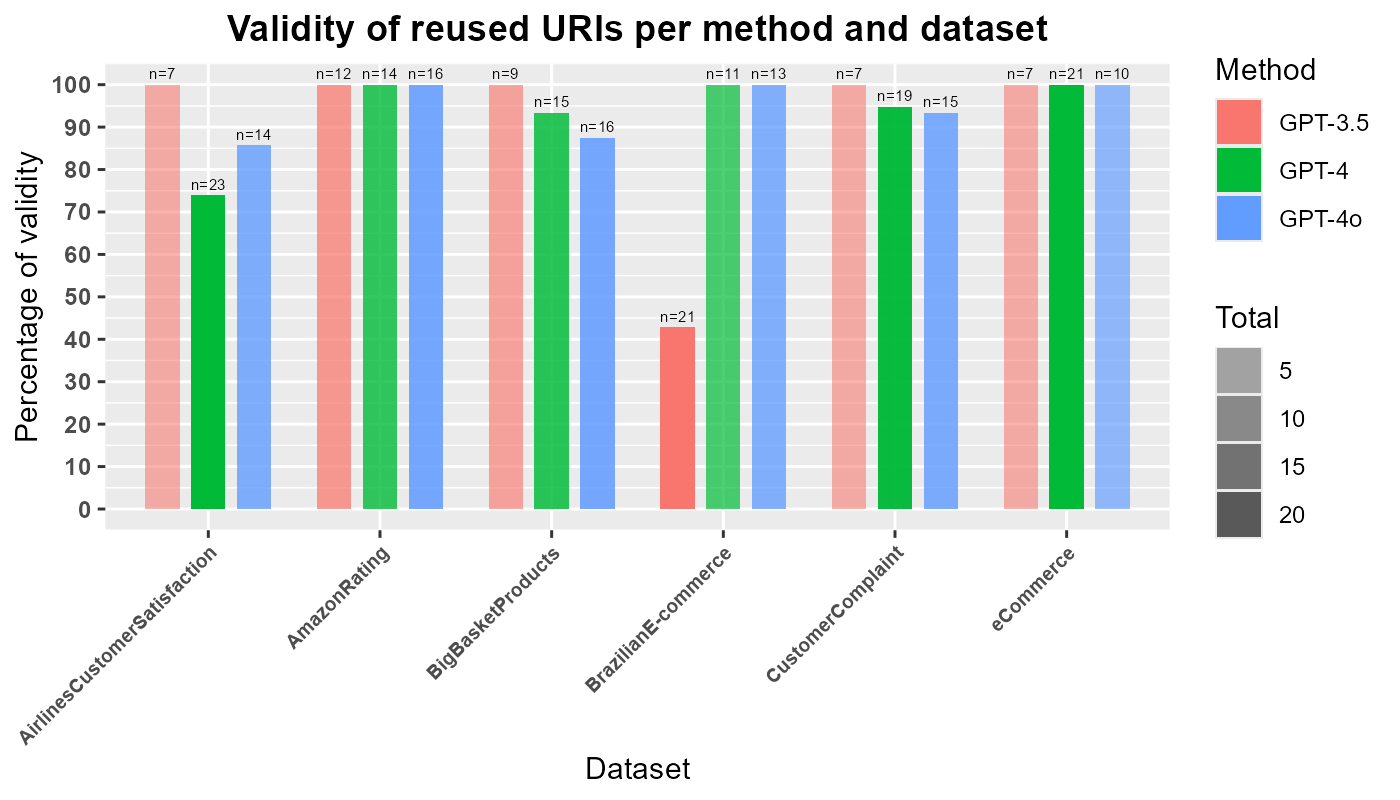 Validity of reused URIs per method and dataset
Percentage of validity
100
90
80
70
60
50
40
30
20
10
0
n=7
n=23
n=14
n=12
n=14
n=16
n=9
n=15
n=16
n=21
n=11
n=13
n=7
n=19
n=15
n=7
n=21
n=10
AirlinesCustomerSatisfaction
AmazonRating
BigBasketProducts
BrazilianE-commerce
CustomerComplaint
eCommerce
Dataset
Method
GPT-3.5
GPT-4
GPT-4o
Total
5
10
15
20